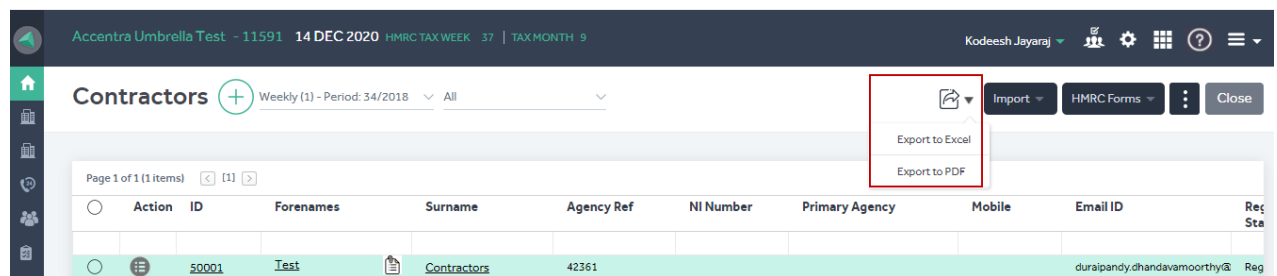 Accentra Umbrella Test - 11591 14 DEC 2020 HMRC TAX WEEK 37 | TAX MONTH 9 Kodeesh Jayaraj
Contractors Weekly (1) - Period: 34/2018 All Import HMRC Forms Close
Export to Excel
Export to PDF
Page 1 of 1 (1 items) [1]
Action ID Forenames Surname Agency Ref NI Number Primary Agency Mobile Email ID Reg
Sta
50001 Test Contractors 42361 duraipandy.dhandavamoorthy@ Reg